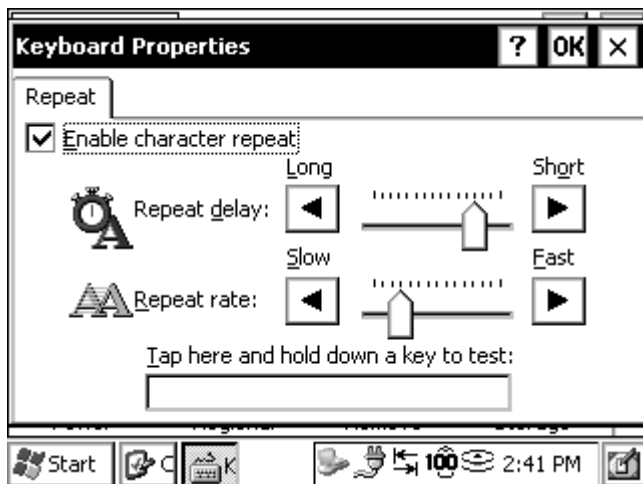 Keyboard Properties ? OK ×
Repeat
Enable character repeat
Long Short
Repeat delay:
Slow Fast
Repeat rate:
Tap here and hold down a key to test:
Start C K 100 2:41 PM